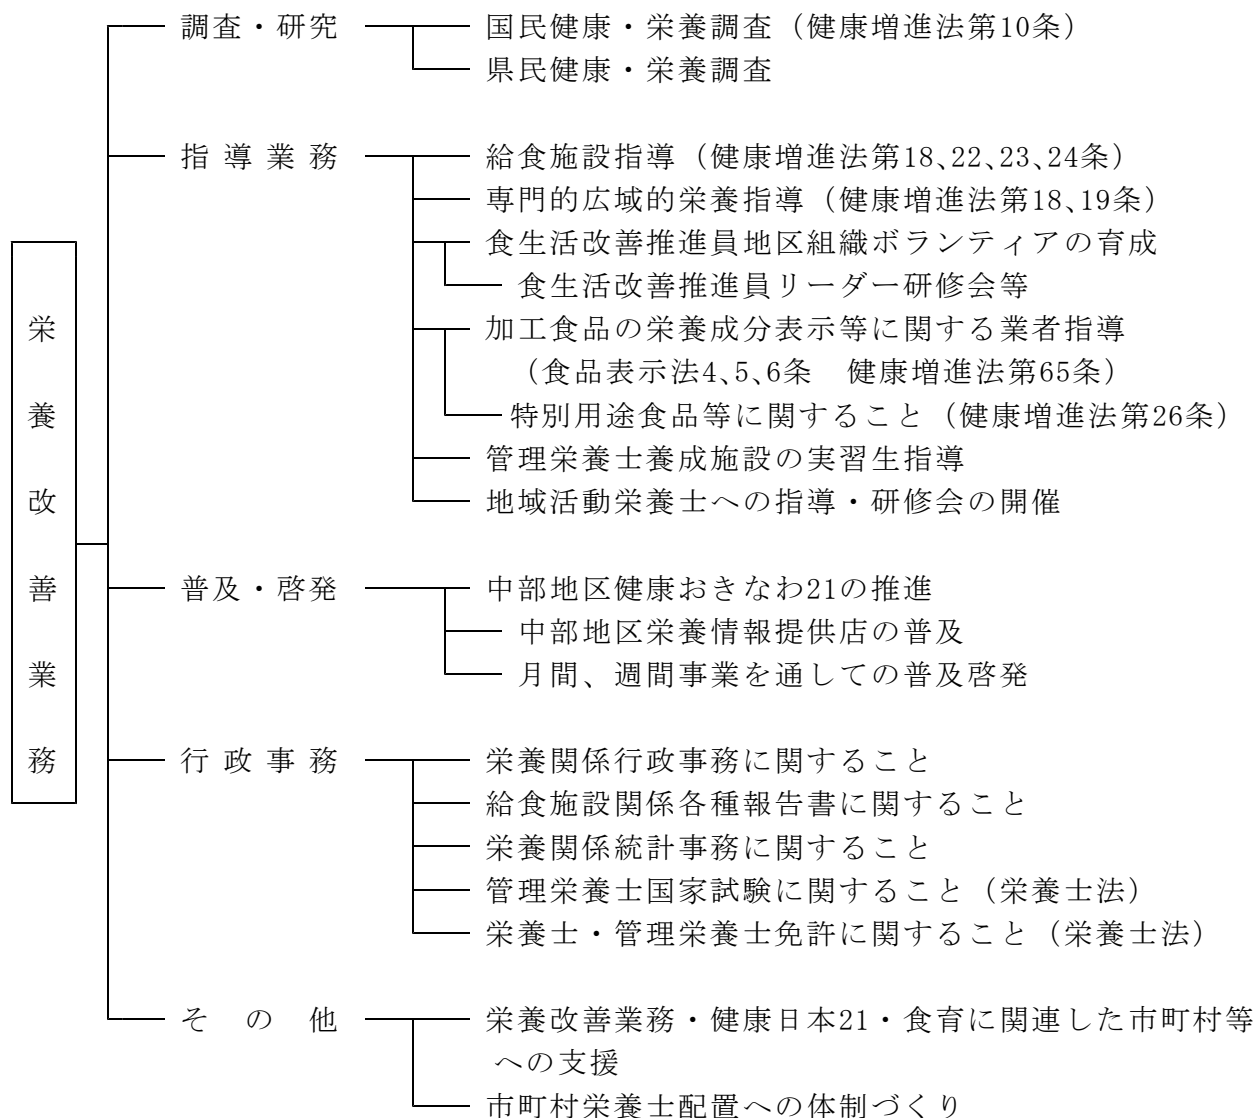 栄養改善業務
調査・研究
国民健康・栄養調査（健康増進法第10条）
県民健康・栄養調査
指導業務
給食施設指導（健康増進法第18、22、23、24条）
専門的広域的栄養指導（健康増進法第18、19条）
食生活改善推進員地区組織ボランティアの育成
食生活改善推進員リーダー研修会等
加工食品の栄養成分表示等に関する業者指導
（食品表示法4、5、6条　健康増進法第65条）
特別用途食品等に関すること（健康増進法第26条）
管理栄養士養成施設の実習生指導
地域活動栄養士への指導・研修会の開催
普及・啓発
中部地区健康おきなわ21の推進
中部地区栄養情報提供店の普及
月間、週間事業を通しての普及啓発
行政事務
栄養関係行政事務に関すること
給食施設関係各種報告書に関すること
栄養関係統計事務に関すること
管理栄養士国家試験に関すること（栄養士法）
栄養士・管理栄養士免許に関すること（栄養士法）
その他
栄養改善業務・健康日本21・食育に関連した市町村等
への支援
市町村栄養士配置への体制づくり